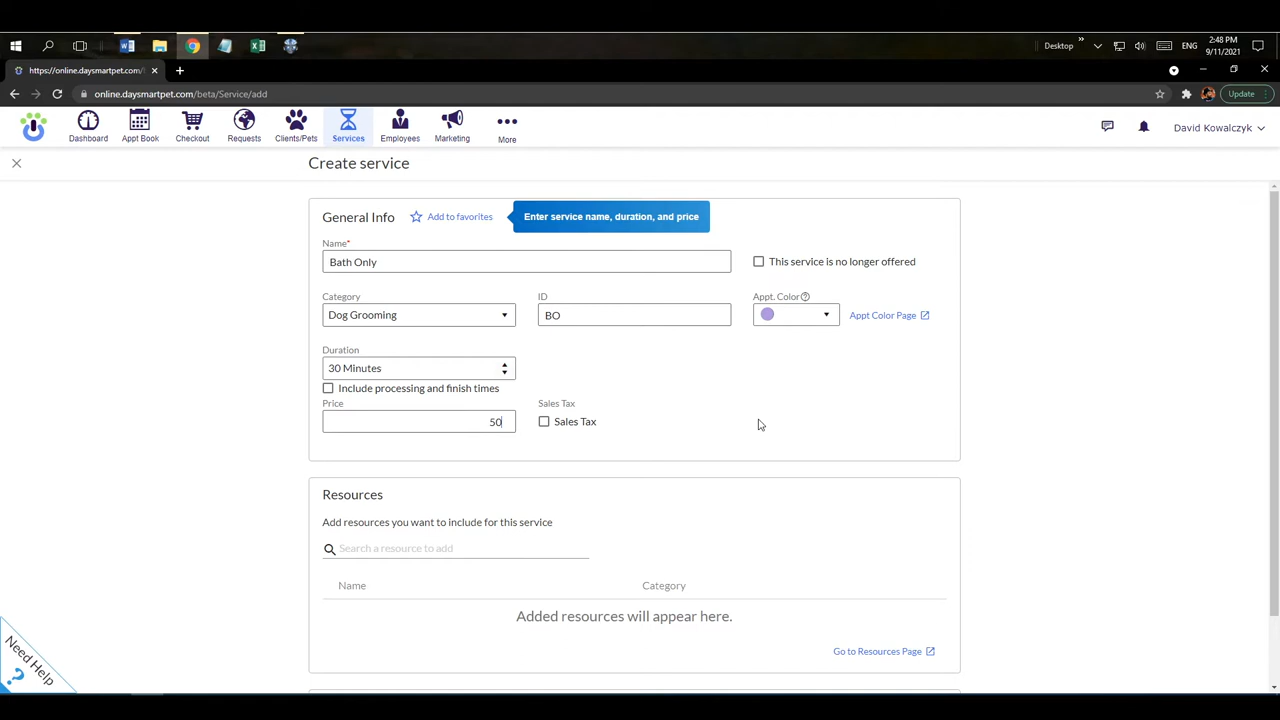 Desktop
ENG
2:48 PM
9/11/2021
https://online.daysmartpet.com/
online.daysmartpet.com/beta/Service/add
Update
Dashboard
Appt Book
Checkout
Requests
Clients/Pets
Services
Employees
Marketing
More
David Kowalczyk
Create service
General Info
Add to favorites
Enter service name, duration, and price
Name*
Bath Only
This service is no longer offered
Category
ID
Appt. Color
Dog Grooming
BO
Appt Color Page
Duration
30 Minutes
Include processing and finish times
Price
Sales Tax
50
Sales Tax
Resources
Add resources you want to include for this service
Search a resource to add
Name
Category
Added resources will appear here.
Go to Resources Page
Need Help
?